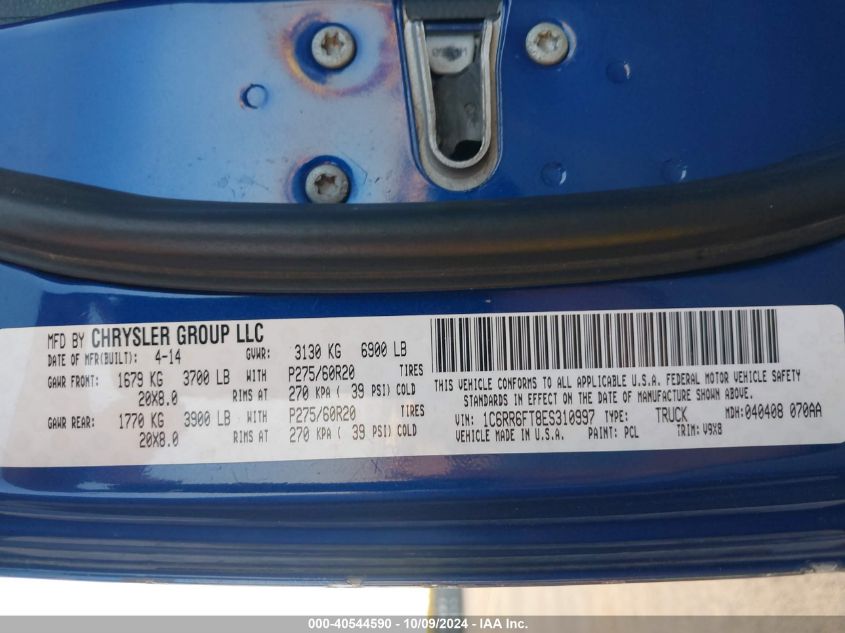 MFD BY CHRYSLER GROUP LLC
DATE OF MFR(BUILT): 4-14 GVWR: 3130 KG 6900 LB
GAWR FRONT: 1679 KG 3700 LB WITH P275/60R20 TIRES
20X8.0 RIMS AT 270 KPA ( 39 PSI) COLD
GAWR REAR: 1770 KG 3900 LB WITH P275/60R20 TIRES
20X8.0 RIMS AT 270 KPA ( 39 PSI) COLD
THIS VEHICLE CONFORMS TO ALL APPLICABLE U.S.A. FEDERAL MOTOR VEHICLE SAFETY
STANDARDS IN EFFECT ON THE DATE OF MANUFACTURE SHOWN ABOVE.
VIN: 1C6RR6FT8ES310997 TYPE: TRUCK MDH: 040408 070AA
VEHICLE MADE IN U.S.A. PAINT: PCL TRIM: V9X8
000-40544590 - 10/09/2024 - IAA Inc.